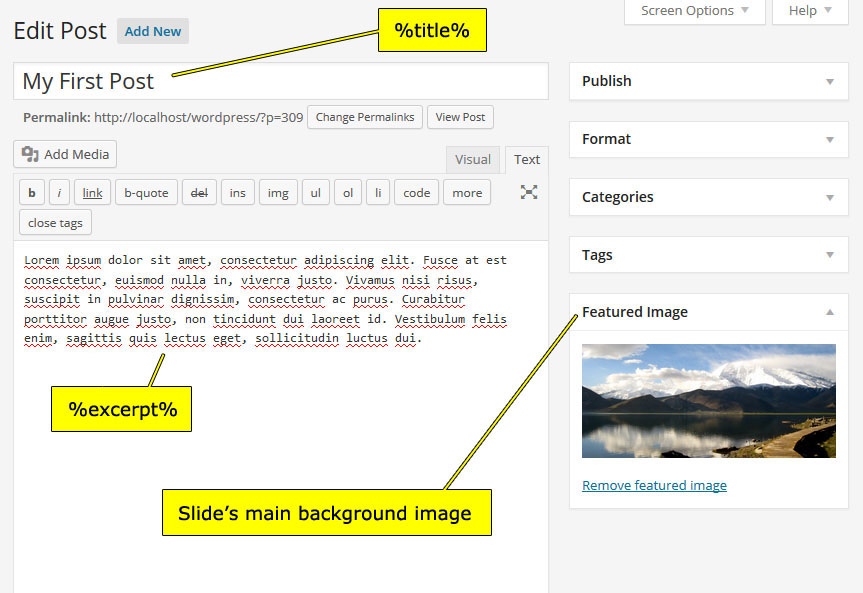 Screen Options Help
Edit Post Add New
%title%
My First Post
Permalink: http://localhost/wordpress/?p=309 Change Permalinks View Post
Add Media
Visual Text
b i link b-quote del ins img ul ol li code more
close tags
Lorem ipsum dolor sit amet, consectetur adipiscing elit. Fusce at est
consectetur, euismod nulla in, viverra justo. Vivamus nisi risus,
suscipit in pulvinar dignissim, consectetur ac purus. Curabitur
porttitor augue justo, non tincidunt dui laoreet id. Vestibulum felis
enim, sagittis quis lectus eget, sollicitudin luctus dui.
%excerpt%
Slide's main background image
Publish
Format
Categories
Tags
Featured Image
Remove featured image